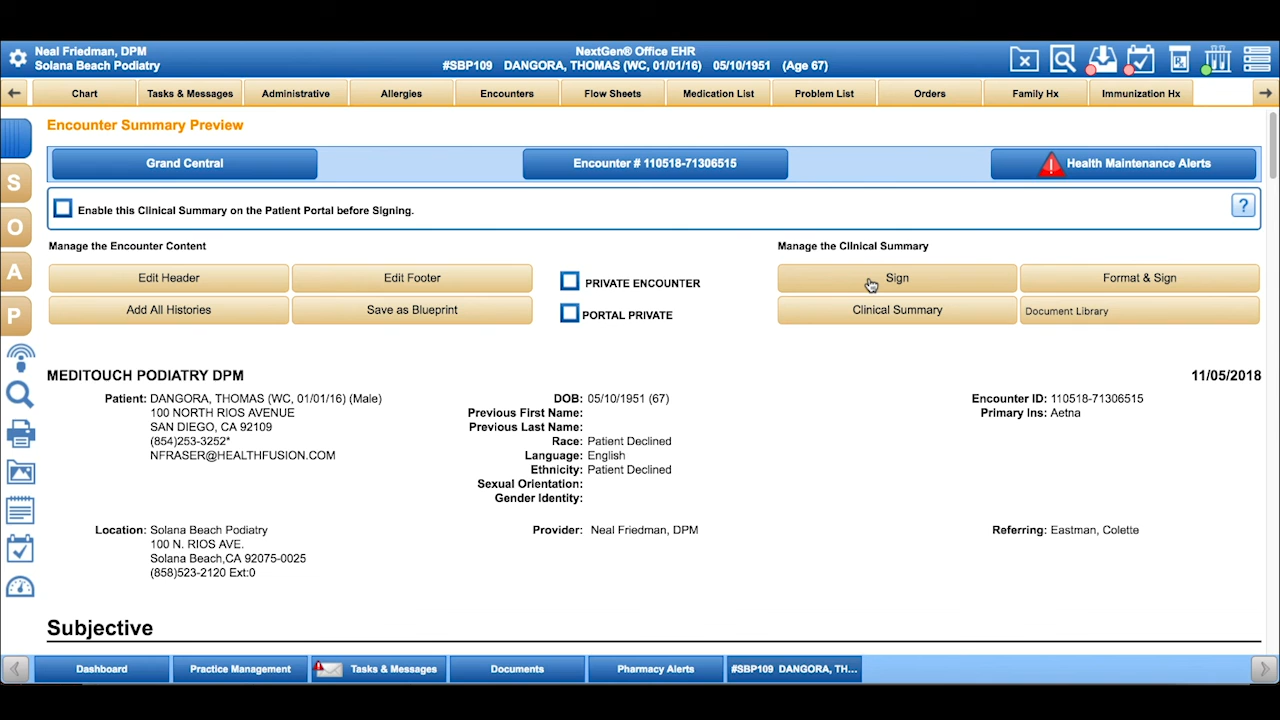 Neal Friedman, DPM
Solana Beach Podiatry
NextGen® Office EHR
#SBP109 DANGORA, THOMAS (WC, 01/01/16) 05/10/1951 (Age 67)
Chart Tasks & Messages Administrative Allergies Encounters Flow Sheets Medication List Problem List Orders Family Hx Immunization Hx
Encounter Summary Preview
Grand Central Encounter # 110518-71306515 Health Maintenance Alerts
Enable this Clinical Summary on the Patient Portal before Signing. ?
S
O
A
P
Manage the Encounter Content Manage the Clinical Summary
Edit Header Edit Footer PRIVATE ENCOUNTER Sign Format & Sign
Add All Histories Save as Blueprint PORTAL PRIVATE Clinical Summary Document Library
MEDITOUCH PODIATRY DPM 11/05/2018
Patient: DANGORA, THOMAS (WC, 01/01/16) (Male)
100 NORTH RIOS AVENUE
SAN DIEGO, CA 92109
(854)253-3252*
NFRASER@HEALTHFUSION.COM
DOB: 05/10/1951 (67)
Previous First Name:
Previous Last Name:
Race: Patient Declined
Language: English
Ethnicity: Patient Declined
Sexual Orientation:
Gender Identity:
Encounter ID: 110518-71306515
Primary Ins: Aetna
Location: Solana Beach Podiatry
100 N. RIOS AVE.
Solana Beach,CA 92075-0025
(858)523-2120 Ext:0
Provider: Neal Friedman, DPM
Referring: Eastman, Colette
Subjective
Dashboard Practice Management Tasks & Messages Documents Pharmacy Alerts #SBP109 DANGORA, TH...